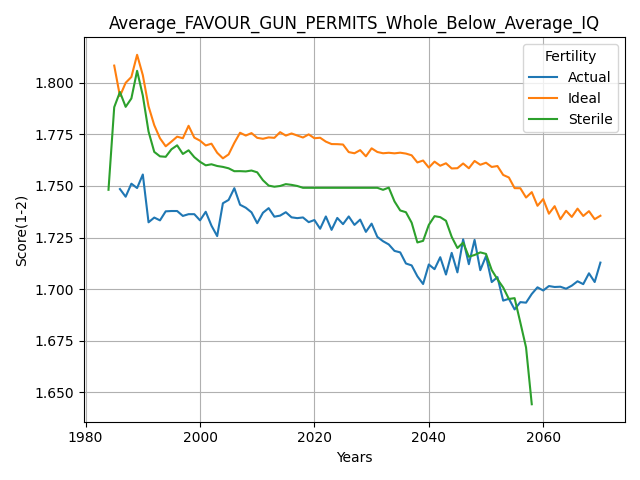 Average_FAVOUR_GUN_PERMITS_Whole_Below_Average_IQ
Fertility
Actual
Ideal
Sterile
Score(1-2)
1.800
1.775
1.750
1.725
1.700
1.675
1.650
1980
2000
2020
2040
2060
Years